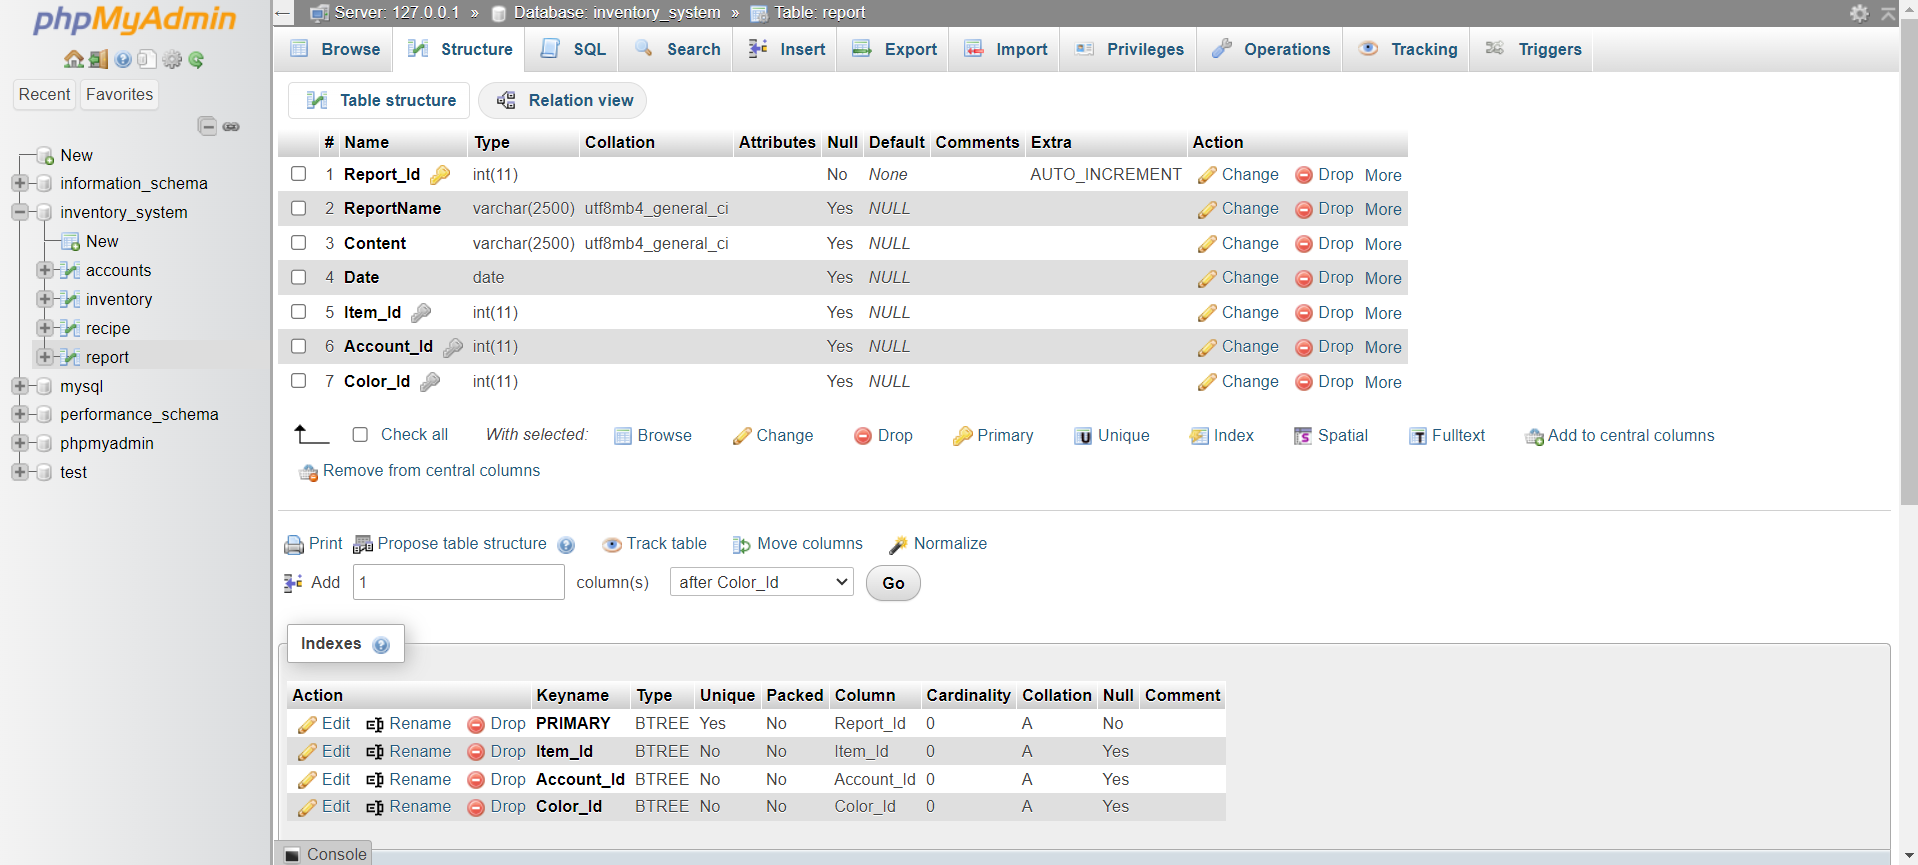 phpMyAdmin
Recent Favorites
New
information_schema
inventory_system
New
accounts
inventory
recipe
report
mysql
performance_schema
phpmyadmin
test
Server: 127.0.0.1 » Database: inventory_system » Table: report
Browse Structure SQL Search Insert Export Import Privileges Operations Tracking Triggers
Table structure Relation view
# Name Type Collation Attributes Null Default Comments Extra Action
1 Report_Id int(11) No None AUTO_INCREMENT Change Drop More
2 ReportName varchar(2500) utf8mb4_general_ci Yes NULL Change Drop More
3 Content varchar(2500) utf8mb4_general_ci Yes NULL Change Drop More
4 Date date Yes NULL Change Drop More
5 Item_Id int(11) Yes NULL Change Drop More
6 Account_Id int(11) Yes NULL Change Drop More
7 Color_Id int(11) Yes NULL Change Drop More
Check all With selected: Browse Change Drop Primary Unique Index Spatial Fulltext Add to central columns
Remove from central columns
Print Propose table structure Track table Move columns Normalize
Add 1 column(s) after Color_Id Go
Indexes
Action Keyname Type Unique Packed Column Cardinality Collation Null Comment
Edit Rename Drop PRIMARY BTREE Yes No Report_Id 0 A No
Edit Rename Drop Item_Id BTREE No No Item_Id 0 A Yes
Edit Rename Drop Account_Id BTREE No No Account_Id 0 A Yes
Edit Rename Drop Color_Id BTREE No No Color_Id 0 A Yes
Console